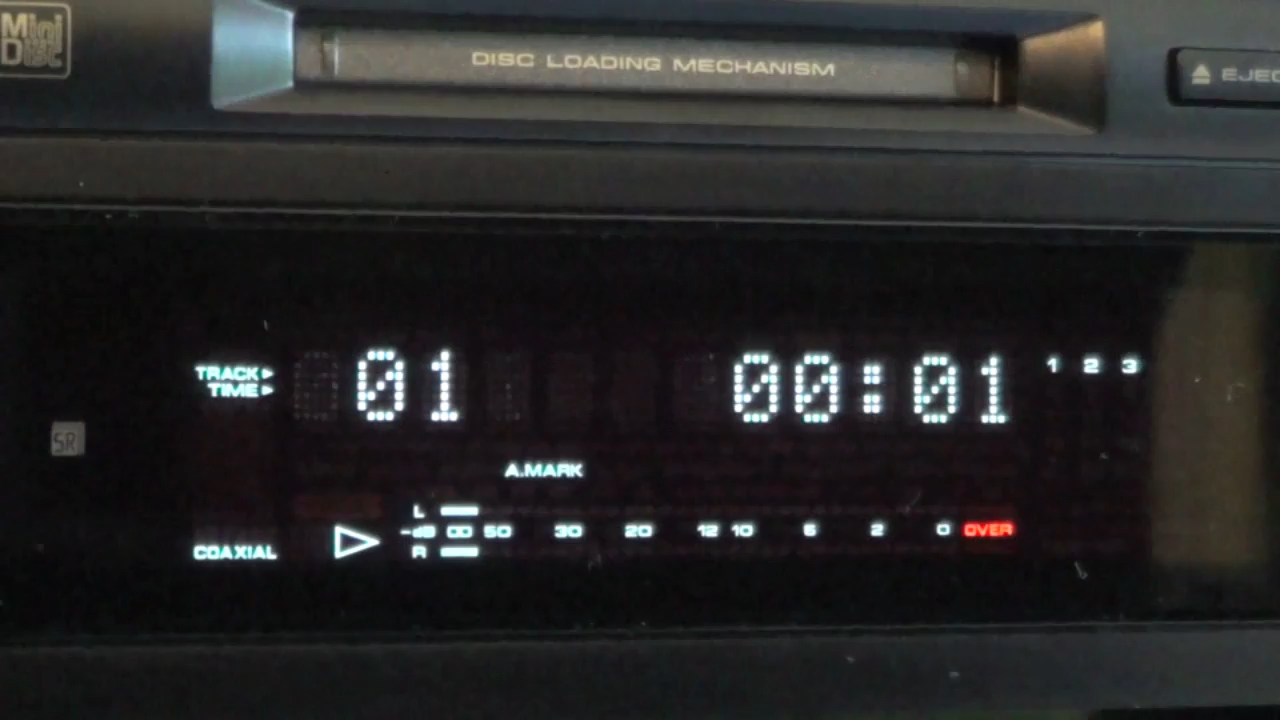 Mini Disc
DISC LOADING MECHANISM
EJEC
TRACK
TIME
01
00:01
1 2 3
SR
A.MARK
L
-dB ∞ 50 30 20 12 10 6 2 0 OVER
R
COAXIAL